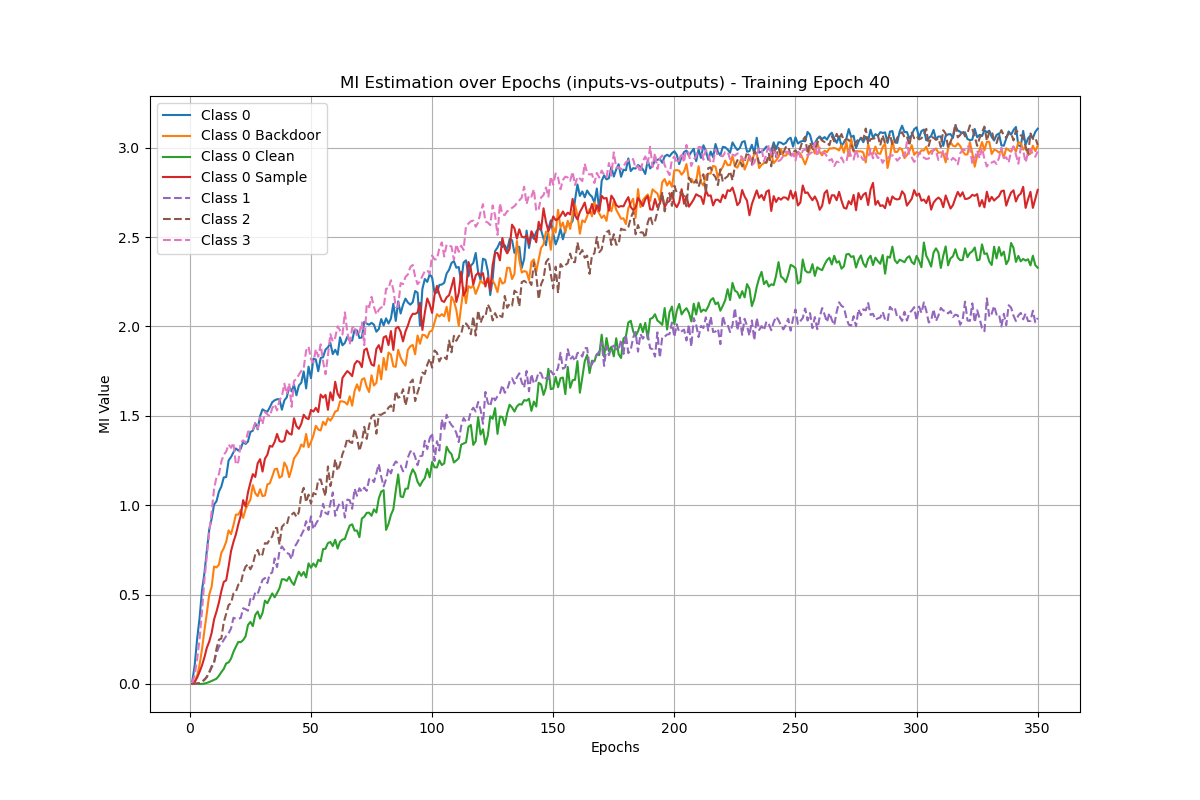 MI Estimation over Epochs (inputs-vs-outputs) - Training Epoch 40
Class 0
Class 0 Backdoor
Class 0 Clean
Class 0 Sample
Class 1
Class 2
Class 3
MI Value
3.0
2.5
2.0
1.5
1.0
0.5
0.0
0 50 100 150 200 250 300 350
Epochs